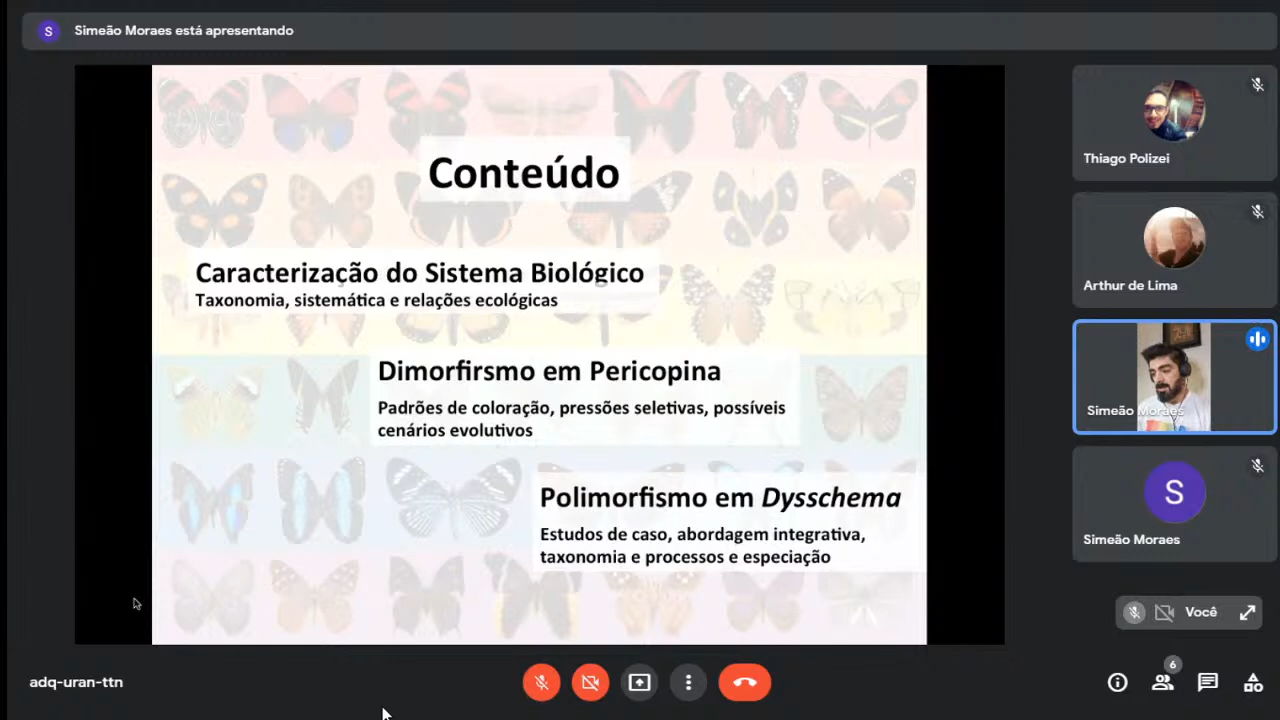 S
Simeão Moraes está apresentando
Conteúdo
Caracterização do Sistema Biológico
Taxonomia, sistemática e relações ecológicas
Dimorfirsmo em Pericopina
Padrões de coloração, pressões seletivas, possíveis
cenários evolutivos
Polimorfismo em Dysschema
Estudos de caso, abordagem integrativa,
taxonomia e processos e especiação
Thiago Polizei
Arthur de Lima
Simeão Moraes
S
Simeão Moraes
Você
adq-uran-ttn
6